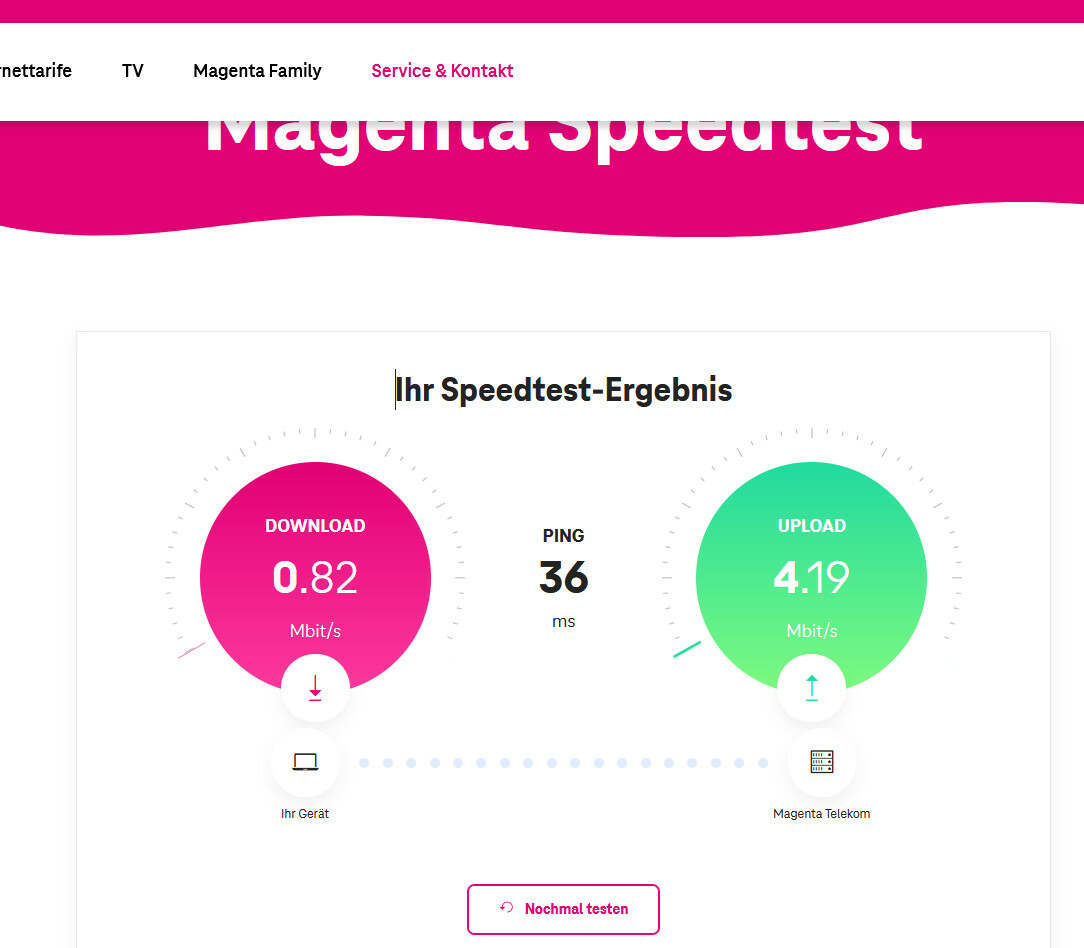 rnettarife TV Magenta Family Service & Kontakt
Magenta Speedtest
Ihr Speedtest-Ergebnis
DOWNLOAD
0.82
Mbit/s
PING
36
ms
UPLOAD
4.19
Mbit/s
Ihr Gerät
Magenta Telekom
Nochmal testen